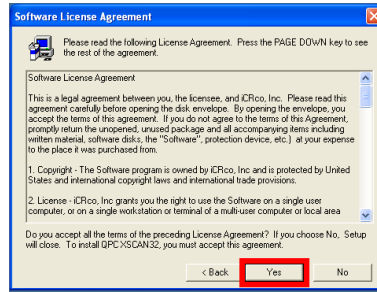 Software License Agreement
Please read the following License Agreement. Press the PAGE DOWN key to see
the rest of the agreement.
Software License Agreement
This is a legal agreement between you, the licensee, and iCRco, Inc. Please read this
agreement carefully before opening the disk envelope. By opening the envelope, you
accept the terms of this agreement. If you do not agree to the terms of this Agreement,
promptly return the unopened, unused package and all accompanying items including
written material, software disks, the "Software", protection device, etc.) at your expense
to the place it was purchased from.
1. Copyright - The Software program is owned by iCRco, Inc and is protected by United
States and international copyright laws and international trade provisions.
2. License - iCRco, Inc grants you the right to use the Software on a single user
computer, or on a single workstation or terminal of a multi-user computer or local area
Do you accept all the terms of the preceding License Agreement? If you choose No, Setup
will close. To install QPC XSCAN32, you must accept this agreement.
< Back Yes No